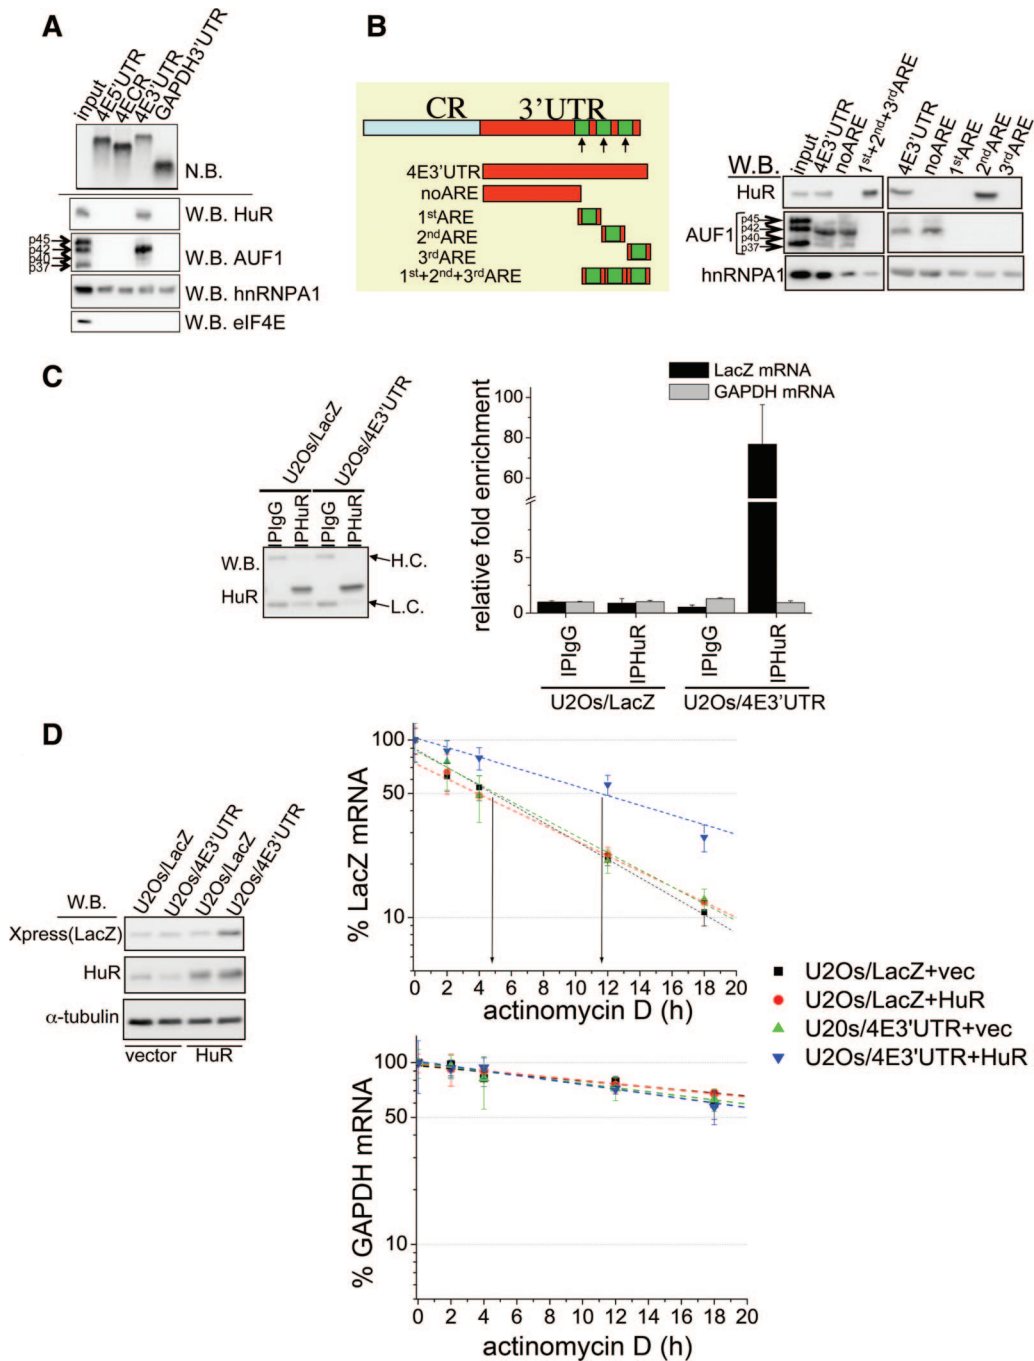 A
input
4E5'UTR
4ECR
4E3'UTR
GAPDH3'UTR
N.B.
W.B. HuR
p45
p42
p40
p37
W.B. AUF1
W.B. hnRNPA1
W.B. eIF4E
B
CR 3'UTR
4E3'UTR
noARE
1stARE
2ndARE
3rdARE
1st+2nd+3rdARE
W.B.
input
4E3'UTR
noARE
1st+2nd+3rdARE
4E3'UTR
noARE
1stARE
2ndARE
3rdARE
HuR
AUF1
p45
p42
p40
p37
hnRNPA1
C
U2Os/LacZ
U2Os/4E3'UTR
IPIgG
IPHuR
IPIgG
IPHuR
W.B.
HuR
H.C.
L.C.
LacZ mRNA
GAPDH mRNA
relative fold enrichment
100
80
60
5
0
IPIgG
IPHuR
IPIgG
IPHuR
U2Os/LacZ
U2Os/4E3'UTR
D
W.B.
U2Os/LacZ
U2Os/4E3'UTR
U2Os/LacZ
U2Os/4E3'UTR
Xpress(LacZ)
HuR
α-tubulin
vector HuR
% LacZ mRNA
100
50
10
0 2 4 6 8 10 12 14 16 18 20
actinomycin D (h)
U2Os/LacZ+vec
U2Os/LacZ+HuR
U20s/4E3'UTR+vec
U2Os/4E3'UTR+HuR
% GAPDH mRNA
100
50
10
0 2 4 6 8 10 12 14 16 18 20
actinomycin D (h)